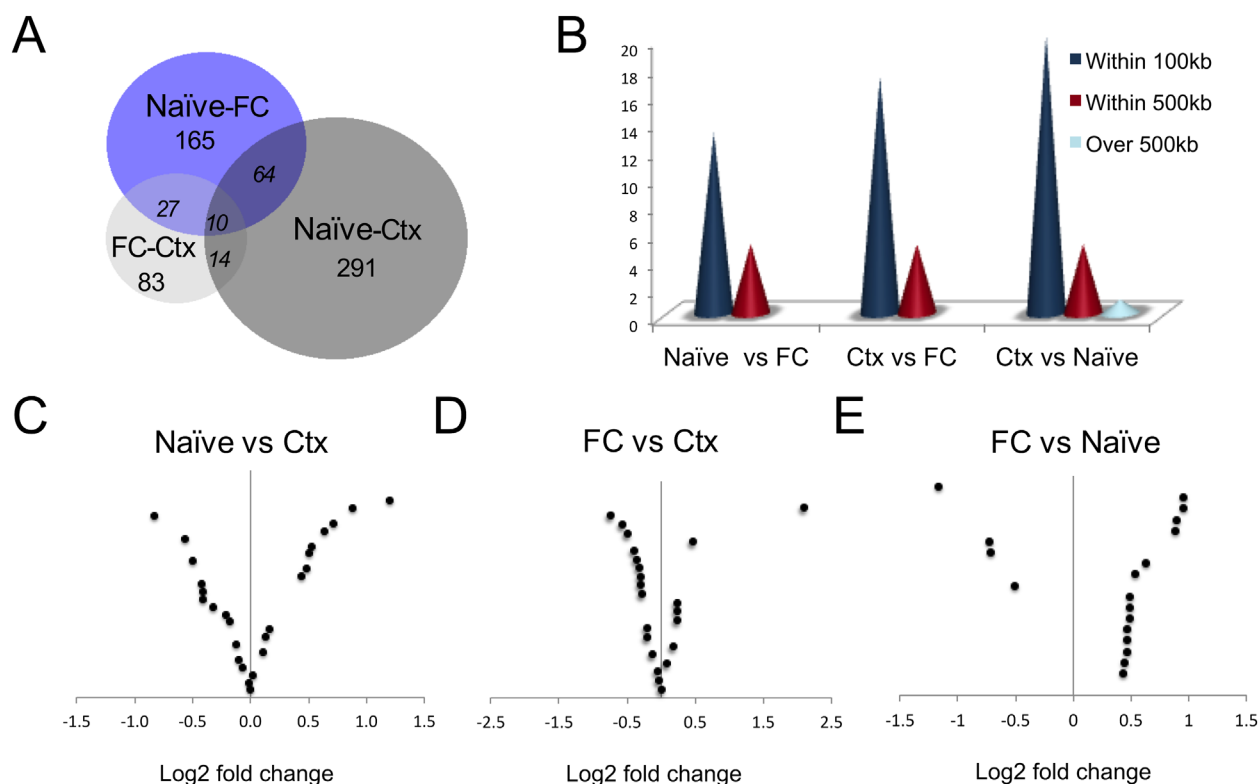 A
Naïve-FC
165
64
27
10
FC-Ctx
14
83
Naïve-Ctx
291
B
20
18
16
14
12
10
8
6
4
2
0
Within 100kb
Within 500kb
Over 500kb
Naïve vs FC
Ctx vs FC
Ctx vs Naïve
C
Naïve vs Ctx
-1.5 -1.0 -0.5 0.0 0.5 1.0 1.5
Log2 fold change
D
FC vs Ctx
-2.5 -1.5 -0.5 0.5 1.5 2.5
Log2 fold change
E
FC vs Naïve
-1.5 -1 -0.5 0 0.5 1 1.5
Log2 fold change